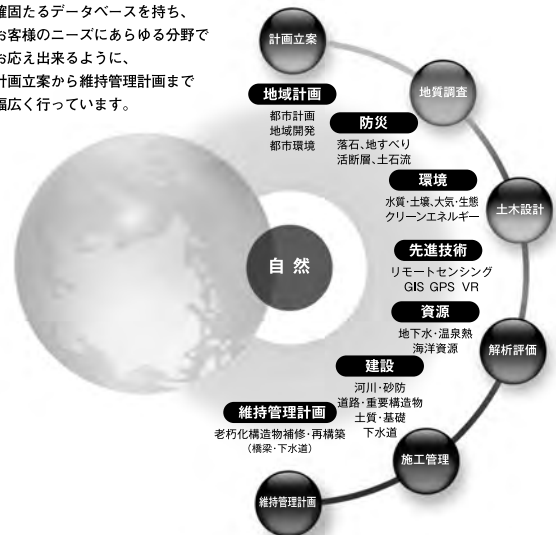 確固たるデータベースを持ち、
お客様のニーズにあらゆる分野で
お応え出来るように、
計画立案から維持管理計画まで
幅広く行っています。
計画立案
地質調査
土木設計
解析評価
施工管理
維持管理計画
自然
地域計画
都市計画
地域開発
都市環境
防災
落石、地すべり
活断層、土石流
環境
水質・土壌、大気・生態
クリーンエネルギー
先進技術
リモートセンシング
GIS GPS VR
資源
地下水・温泉熱
海洋資源
建設
河川・砂防
道路・重要構造物
土質・基礎
下水道
維持管理計画
老朽化構造物補修・再構築
（橋梁・下水道）